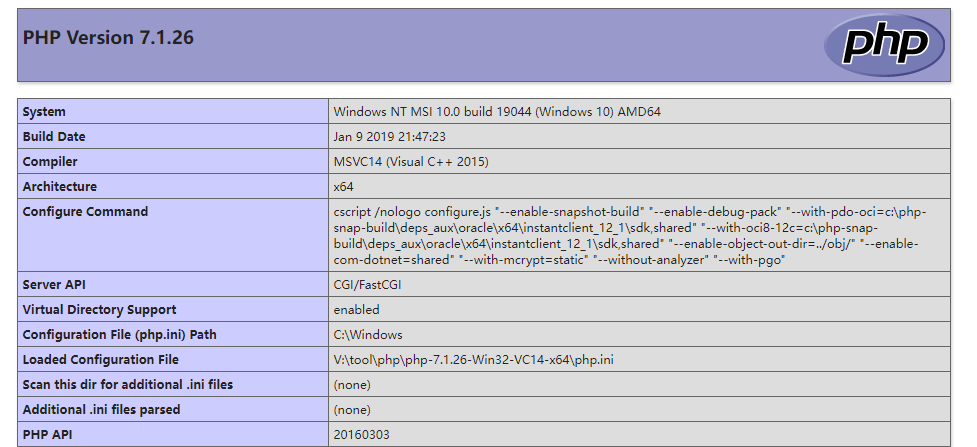 PHP Version 7.1.26
php
System Windows NT MSI 10.0 build 19044 (Windows 10) AMD64
Build Date Jan 9 2019 21:47:23
Compiler MSVC14 (Visual C++ 2015)
Architecture x64
Configure Command cscript /nologo configure.js "--enable-snapshot-build" "--enable-debug-pack" "--with-pdo-oci=c:\php-
snap-build\deps_aux\oracle\x64\instantclient_12_1\sdk,shared" "--with-oci8-12c=c:\php-snap-
build\deps_aux\oracle\x64\instantclient_12_1\sdk,shared" "--enable-object-out-dir=../obj/" "--enable-
com-dotnet=shared" "--with-mcrypt=static" "--without-analyzer" "--with-pgo"
Server API CGI/FastCGI
Virtual Directory Support enabled
Configuration File (php.ini) Path C:\Windows
Loaded Configuration File V:\tool\php\php-7.1.26-Win32-VC14-x64\php.ini
Scan this dir for additional .ini files (none)
Additional .ini files parsed (none)
PHP API 20160303